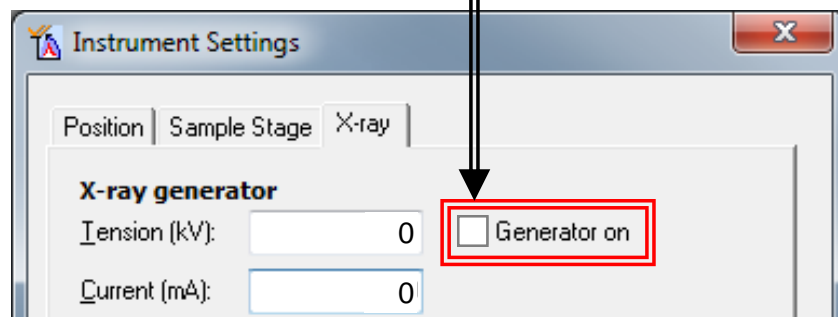 Instrument Settings
x
Position Sample Stage X-ray
X-ray generator
Tension (kV): 0 Generator on
Current (mA): 0